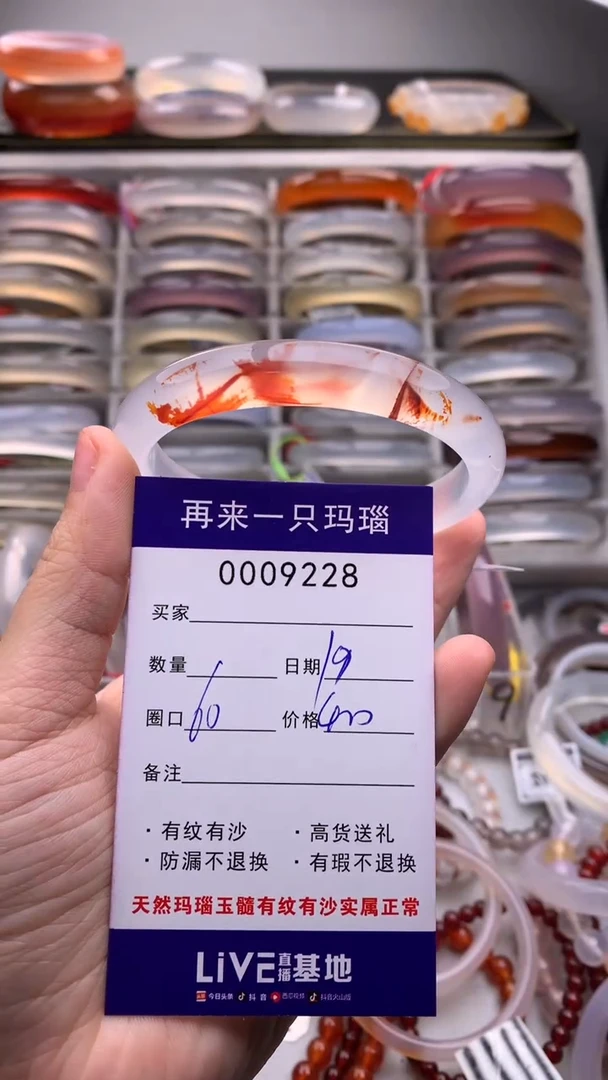 再来一只玛瑙
0009228
买家
数量 日期 19
圈口 60 价格 400
备注
· 有纹有沙 · 高货送礼
· 防漏不退换 · 有瑕不退换
天然玛瑙玉髓有纹有沙实属正常
LiVE直播基地
今日头条 抖音 西瓜视频 抖音火山版